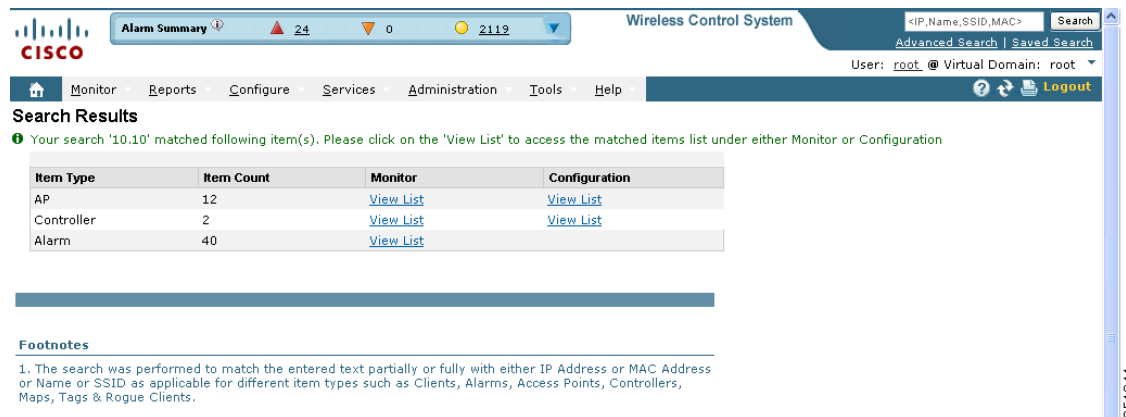 Alarm Summary 24 0 2119
Wireless Control System
<IP,Name,SSID,MAC> Search
Advanced Search | Saved Search
CISCO
User: root @ Virtual Domain: root
Monitor Reports Configure Services Administration Tools Help
Logout
Search Results
Your search '10.10' matched following item(s). Please click on the 'View List' to access the matched items list under either Monitor or Configuration
Item Type Item Count Monitor Configuration
AP 12 View List View List
Controller 2 View List View List
Alarm 40 View List
Footnotes
1. The search was performed to match the entered text partially or fully with either IP Address or MAC Address
or Name or SSID as applicable for different item types such as Clients, Alarms, Access Points, Controllers,
Maps, Tags & Rogue Clients.